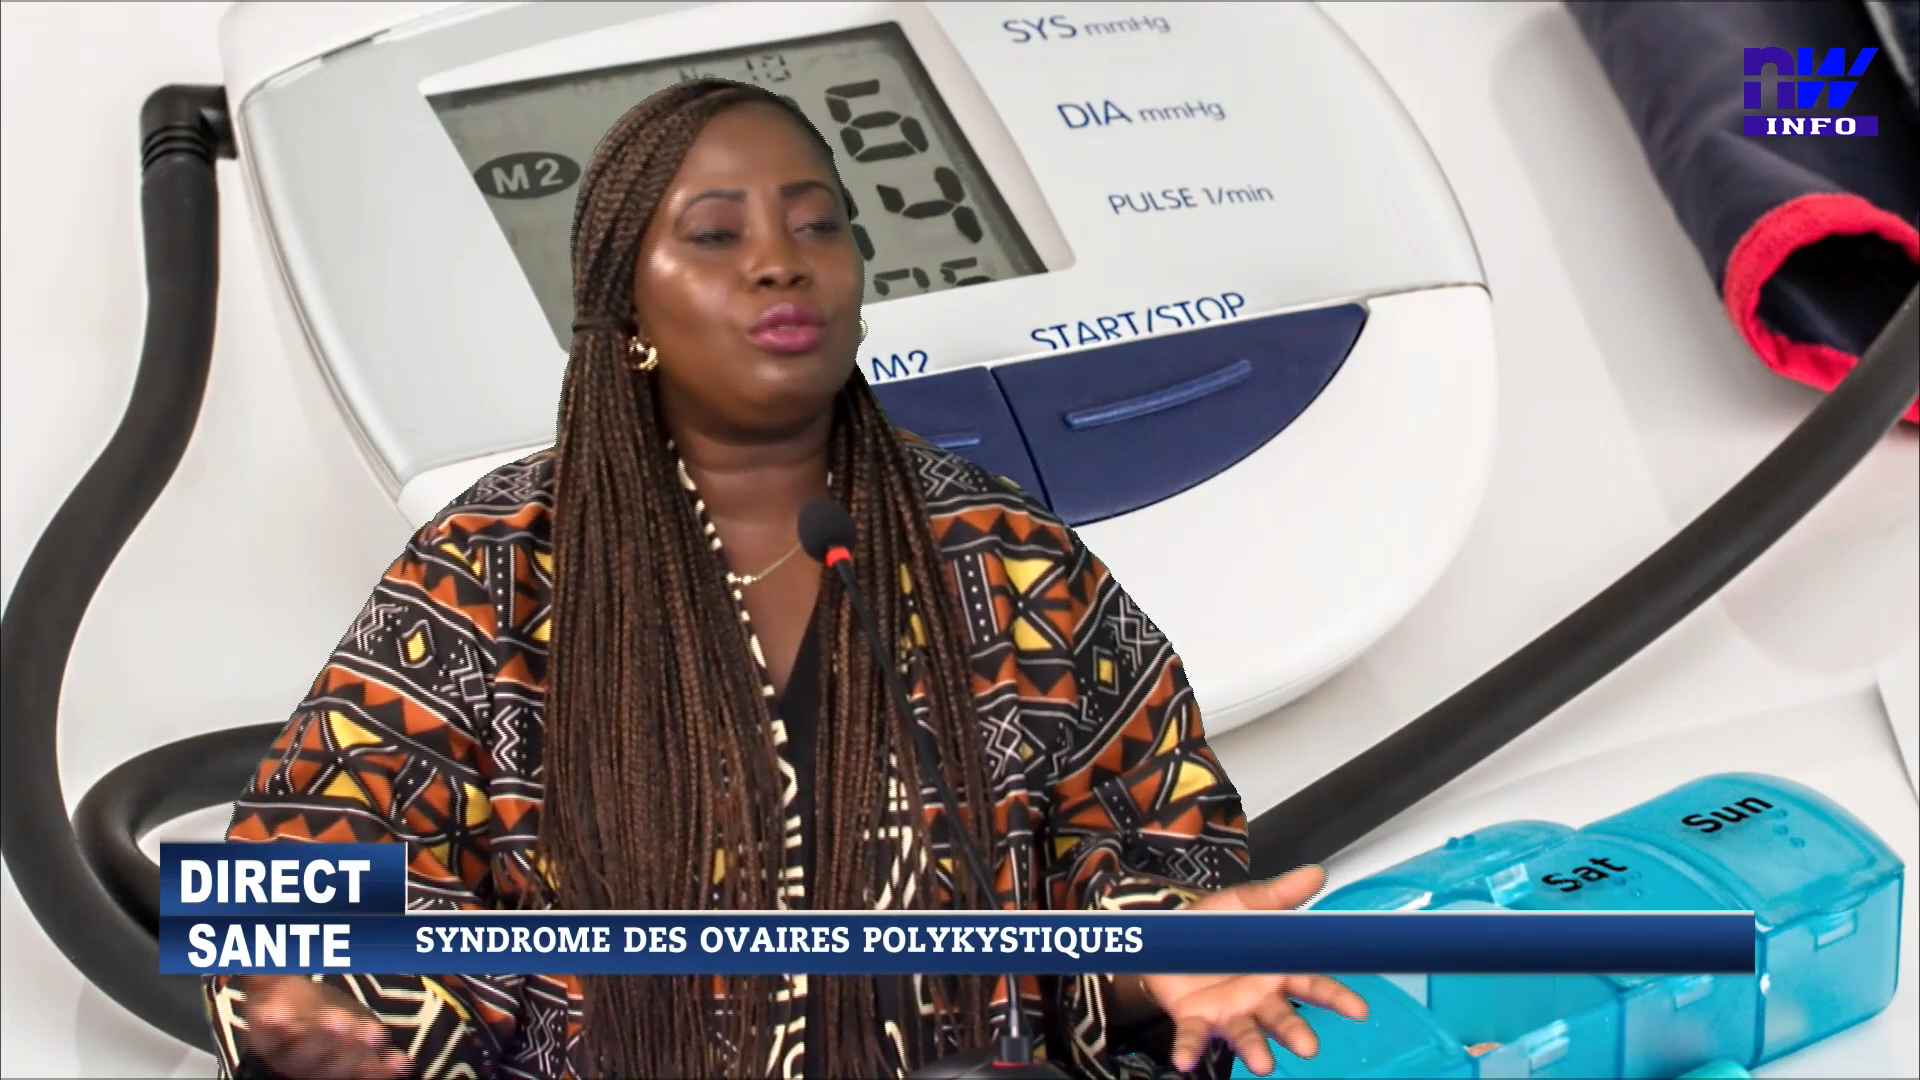 SYS mmHg
DIA mmHg
PULSE 1/min
M2
START/STOP
M2
nw
INFO
Sun
Sat
DIRECT
SANTE
SYNDROME DES OVAIRES POLYKYSTIQUES